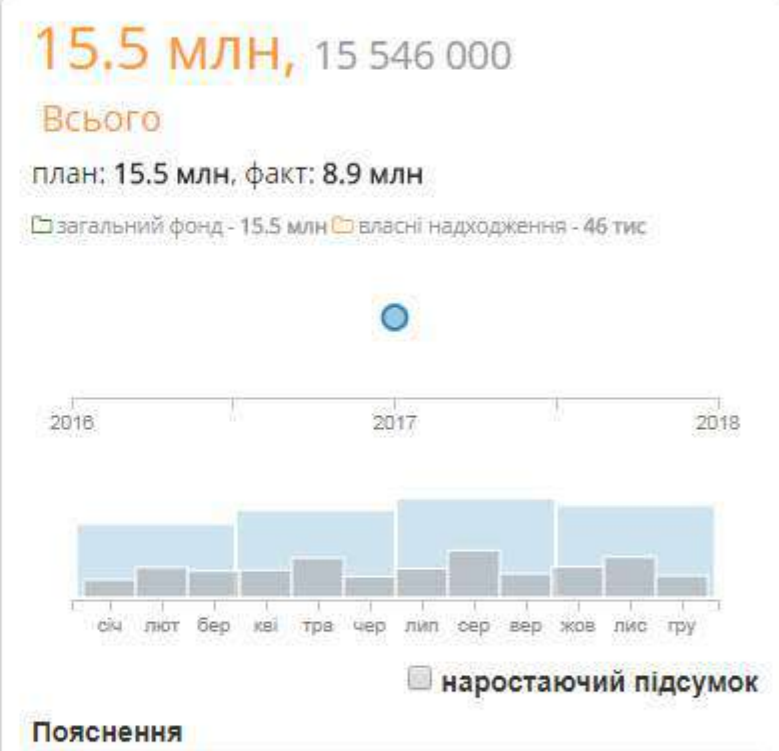 15.5 млн, 15 546 000
Всього
план: 15.5 млн, факт: 8.9 млн
загальний фонд - 15.5 млн власні надходження - 46 тис
2016 2017 2018
січ лют бер кві тра чер лип сер вер жов лис гру
наростаючий підсумок
Пояснення